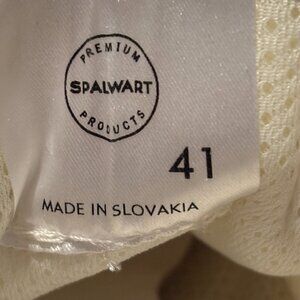 PREMIUM
SPALWART
PRODUCTS
41
MADE IN SLOVAKIA